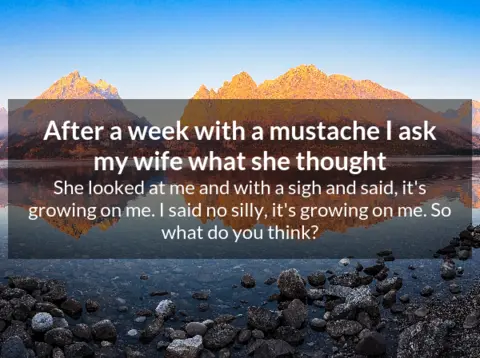 After a week with a mustache I ask
my wife what she thought
She looked at me and with a sigh and said, it's
growing on me. I said no silly, it's growing on me. So
what do you think?